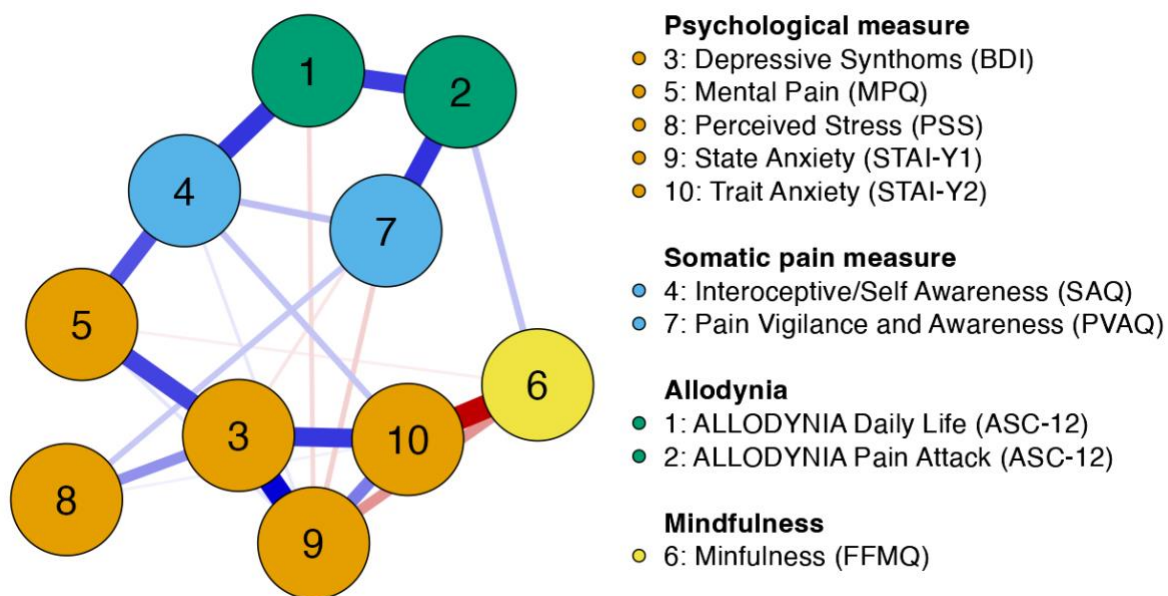 1
2
4
7
5
6
3
10
8
9
Psychological measure
3: Depressive Synthoms (BDI)
5: Mental Pain (MPQ)
8: Perceived Stress (PSS)
9: State Anxiety (STAI-Y1)
10: Trait Anxiety (STAI-Y2)
Somatic pain measure
4: Interoceptive/Self Awareness (SAQ)
7: Pain Vigilance and Awareness (PVAQ)
Allodynia
1: ALLODYNIA Daily Life (ASC-12)
2: ALLODYNIA Pain Attack (ASC-12)
Mindfulness
6: Minfulness (FFMQ)